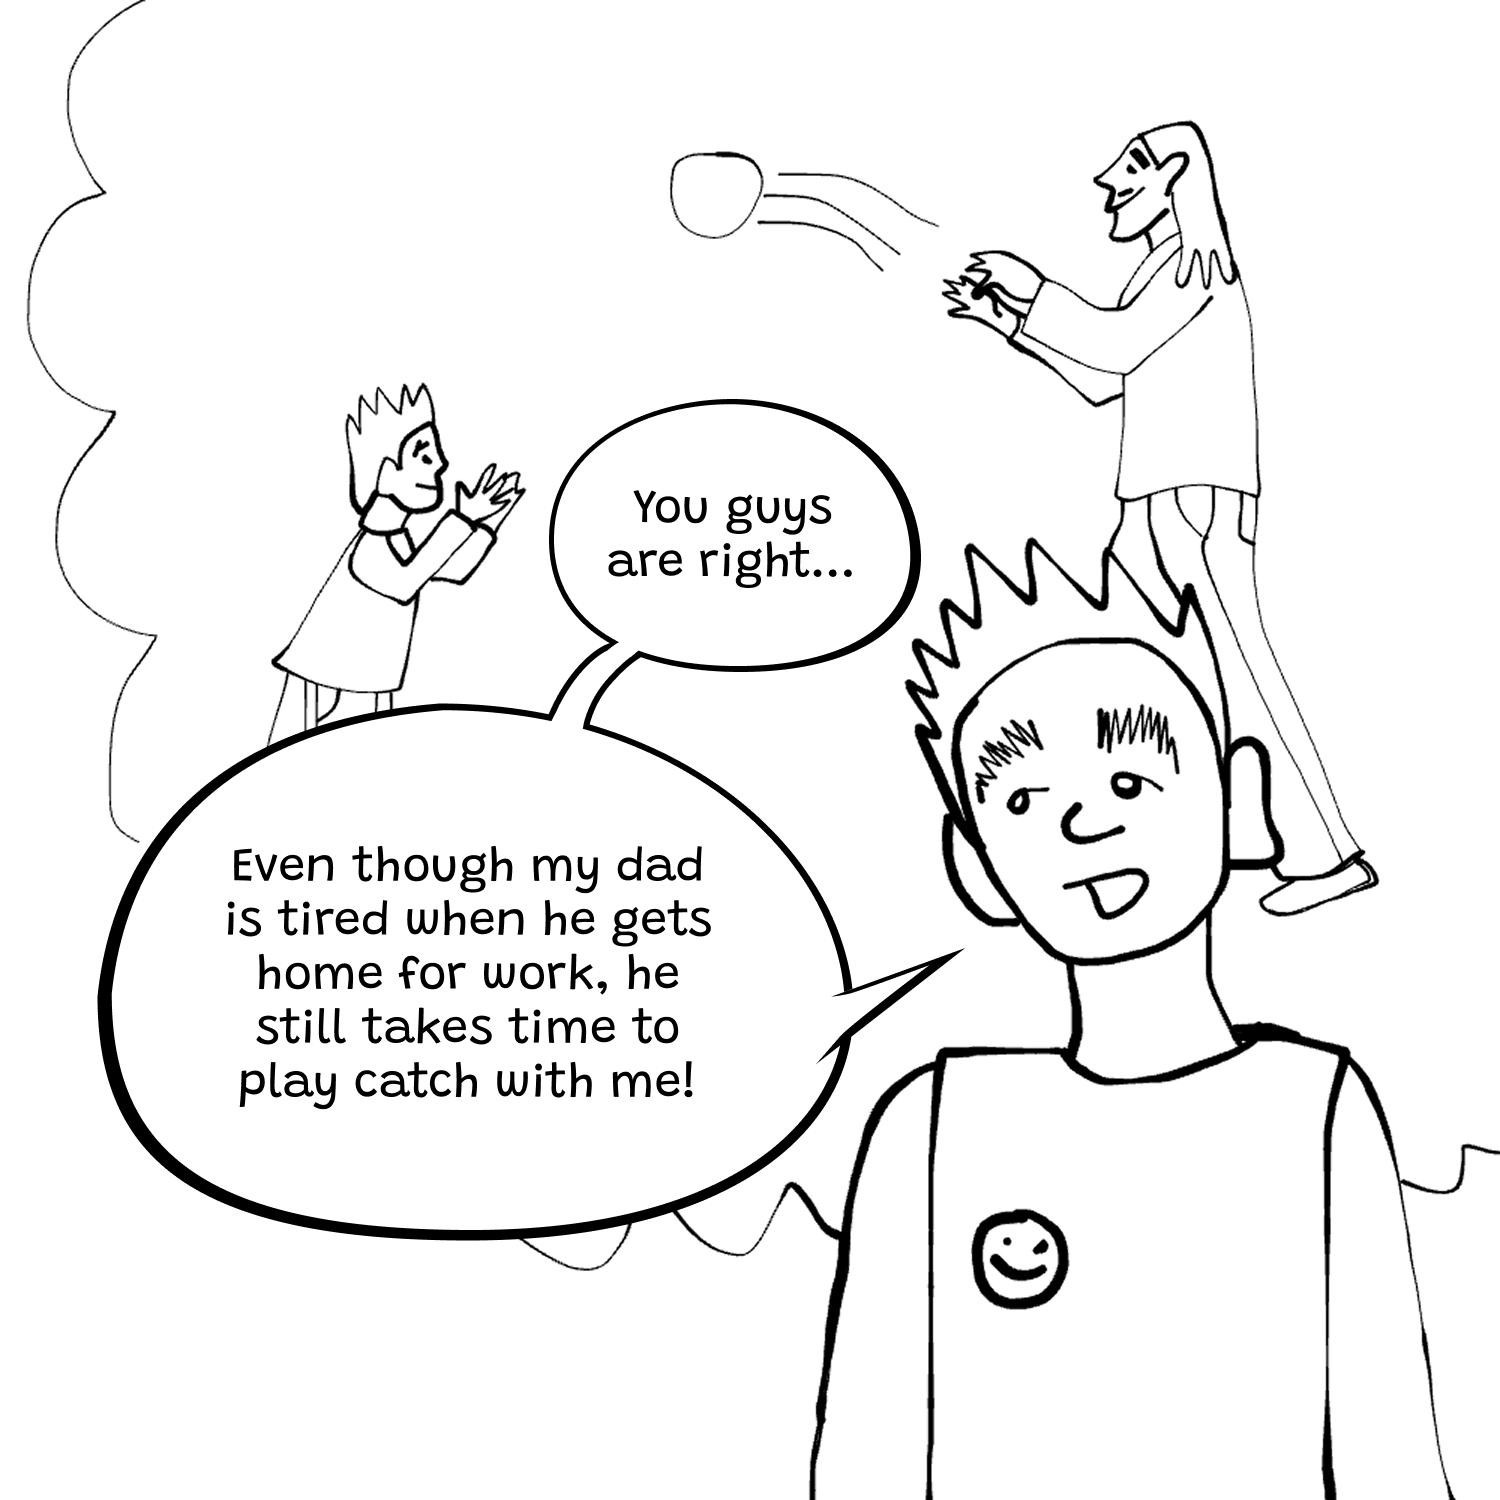 You guys
are right...
Even though my dad
is tired when he gets
home for work, he
still takes time to
play catch with me!